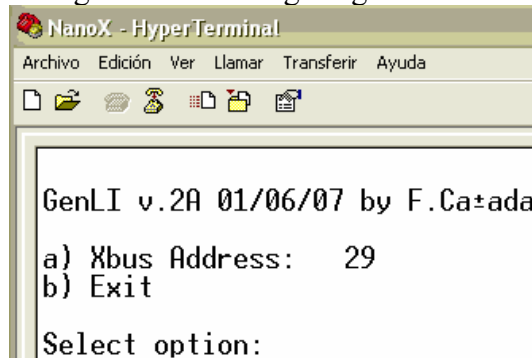 NanoX - HyperTerminal
Archivo Edición Ver Llamar Transferir Ayuda
GenLI v.2A 01/06/07 by F.Ca±ada
a) Xbus Address: 29
b) Exit
Select option: